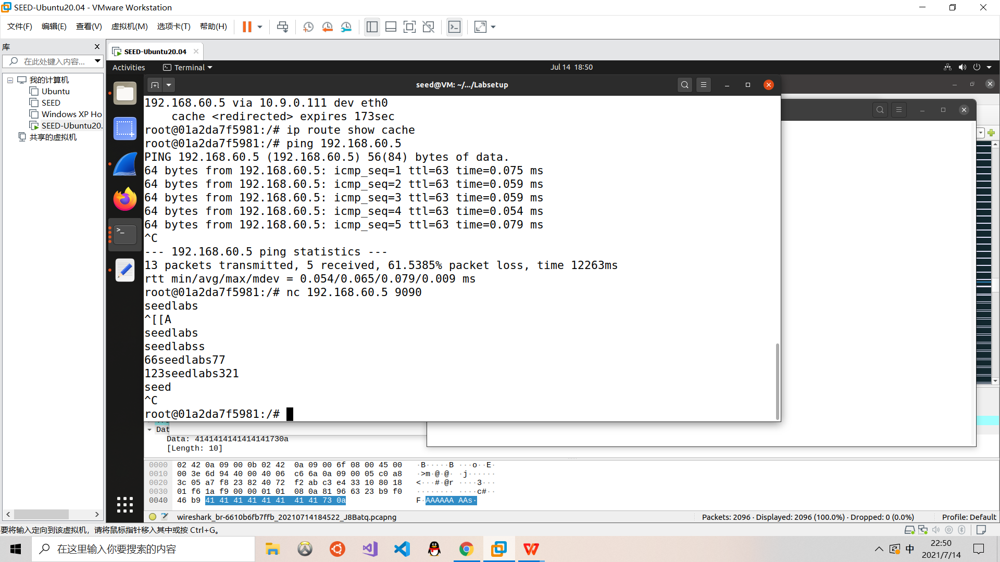 SEED-Ubuntu20.04 - VMware Workstation
文件(F) 编辑(E) 查看(V) 虚拟机(M) 选项卡(T) 帮助(H)
库
在此处键入内容...
我的计算机
Ubuntu
SEED
Windows XP Ho
SEED-Ubuntu20.
共享的虚拟机
SEED-Ubuntu20.04
Activities Terminal Jul 14 18:50
seed@VM: ~/.../Labsetup
192.168.60.5 via 10.9.0.111 dev eth0
    cache <redirected> expires 173sec
root@01a2da7f5981:/# ip route show cache
root@01a2da7f5981:/# ping 192.168.60.5
PING 192.168.60.5 (192.168.60.5) 56(84) bytes of data.
64 bytes from 192.168.60.5: icmp_seq=1 ttl=63 time=0.075 ms
64 bytes from 192.168.60.5: icmp_seq=2 ttl=63 time=0.059 ms
64 bytes from 192.168.60.5: icmp_seq=3 ttl=63 time=0.059 ms
64 bytes from 192.168.60.5: icmp_seq=4 ttl=63 time=0.054 ms
64 bytes from 192.168.60.5: icmp_seq=5 ttl=63 time=0.079 ms
^C
--- 192.168.60.5 ping statistics ---
13 packets transmitted, 5 received, 61.5385% packet loss, time 12263ms
rtt min/avg/max/mdev = 0.054/0.065/0.079/0.009 ms
root@01a2da7f5981:/# nc 192.168.60.5 9090
seedlabs
^[[A
seedlabs
seedlabss
66seedlabs77
123seedlabs321
seed
^C
root@01a2da7f5981:/#
Dat
Data: 4141414141414141730a
[Length: 10]
0000 02 42 0a 09 00 0b 02 42 0a 09 00 6f 08 00 45 00 ·B·····B ···o··E·
0010 00 3e 6d 94 40 00 40 06 c6 6a 0a 09 00 05 c0 a8 ·>m·@·@· ·j······
0020 3c 05 a7 f8 23 82 40 72 f2 ab c3 e4 33 10 80 18 <···#·@r ····3···
0030 01 f6 1a f9 00 00 01 01 08 0a 81 96 63 23 b9 f0 ········ ····c#··
0040 46 b9 41 41 41 41 41 41 41 41 73 0a F·AAAAAA AAs·
wireshark_br-6610b6fb7ffb_20210714184522_J8Batq.pcapng Packets: 2096 · Displayed: 2096 (100.0%) · Dropped: 0 (0.0%) Profile: Default
要将输入定向到该虚拟机，请将鼠标指针移入其中或按 Ctrl+G。
在这里输入你要搜索的内容
中
22:50
2021/7/14